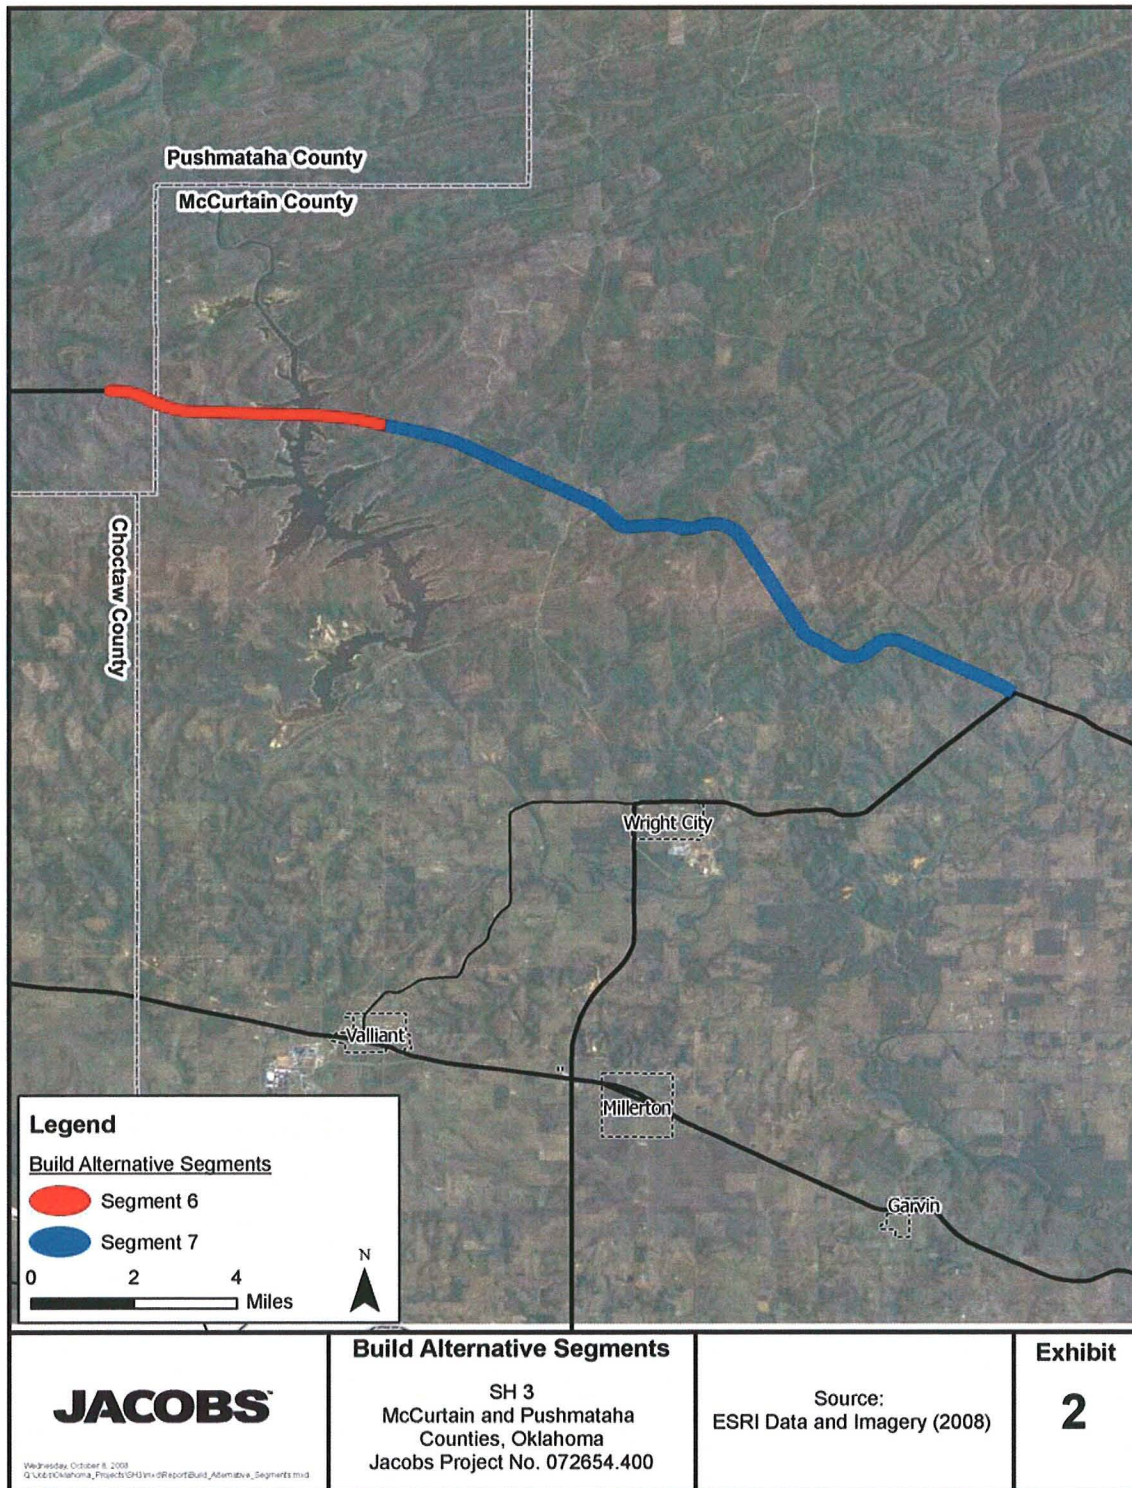 Pushmataha County
McCurtain County
Choctaw County
Wright City
Valliant
Millerton
Garvin
Legend
Build Alternative Segments
Segment 6
Segment 7
N
0 2 4
Miles
JACOBS™
Wednesday, October 8, 2008
Build Alternative Segments
SH 3
McCurtain and Pushmataha
Counties, Oklahoma
Jacobs Project No. 072654.400
Source:
ESRI Data and Imagery (2008)
Exhibit
2